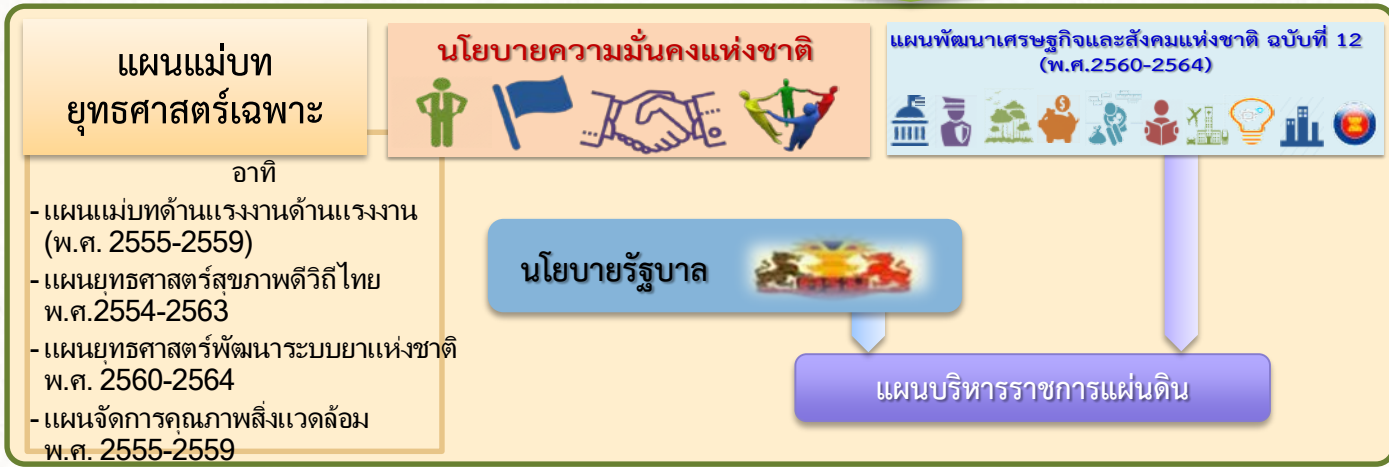 แผนแม่บท
ยุทธศาสตร์เฉพาะ
อาทิ
- แผนแม่บทด้านแรงงานด้านแรงงาน
(พ.ศ. 2555-2559)
- แผนยุทธศาสตร์สุขภาพดีวิถีไทย
พ.ศ.2554-2563
- แผนยุทธศาสตร์พัฒนาระบบยาแห่งชาติ
พ.ศ. 2560-2564
- แผนจัดการคุณภาพสิ่งแวดล้อม
พ.ศ. 2555-2559
นโยบายความมั่นคงแห่งชาติ
แผนพัฒนาเศรษฐกิจและสังคมแห่งชาติ ฉบับที่ 12
(พ.ศ.2560-2564)
นโยบายรัฐบาล
แผนบริหารราชการแผ่นดิน